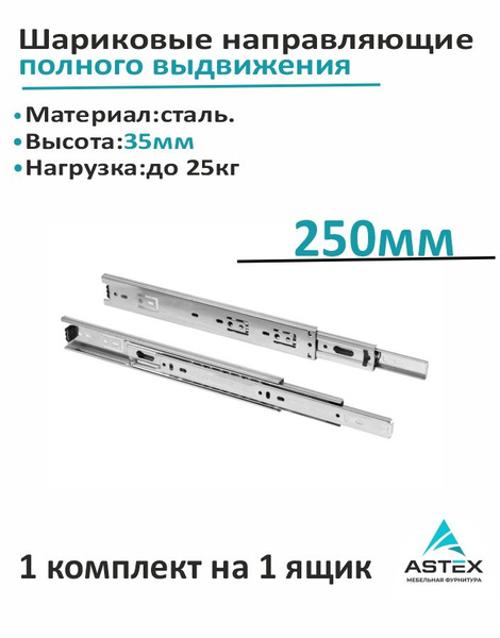 Шариковые направляющие
полного выдвижения
•Материал:сталь.
•Высота:35мм
•Нагрузка:до 25кг
250мм
1 комплект на 1 ящик
ASTEX
МЕБЕЛЬНАЯ ФУРНИТУРА